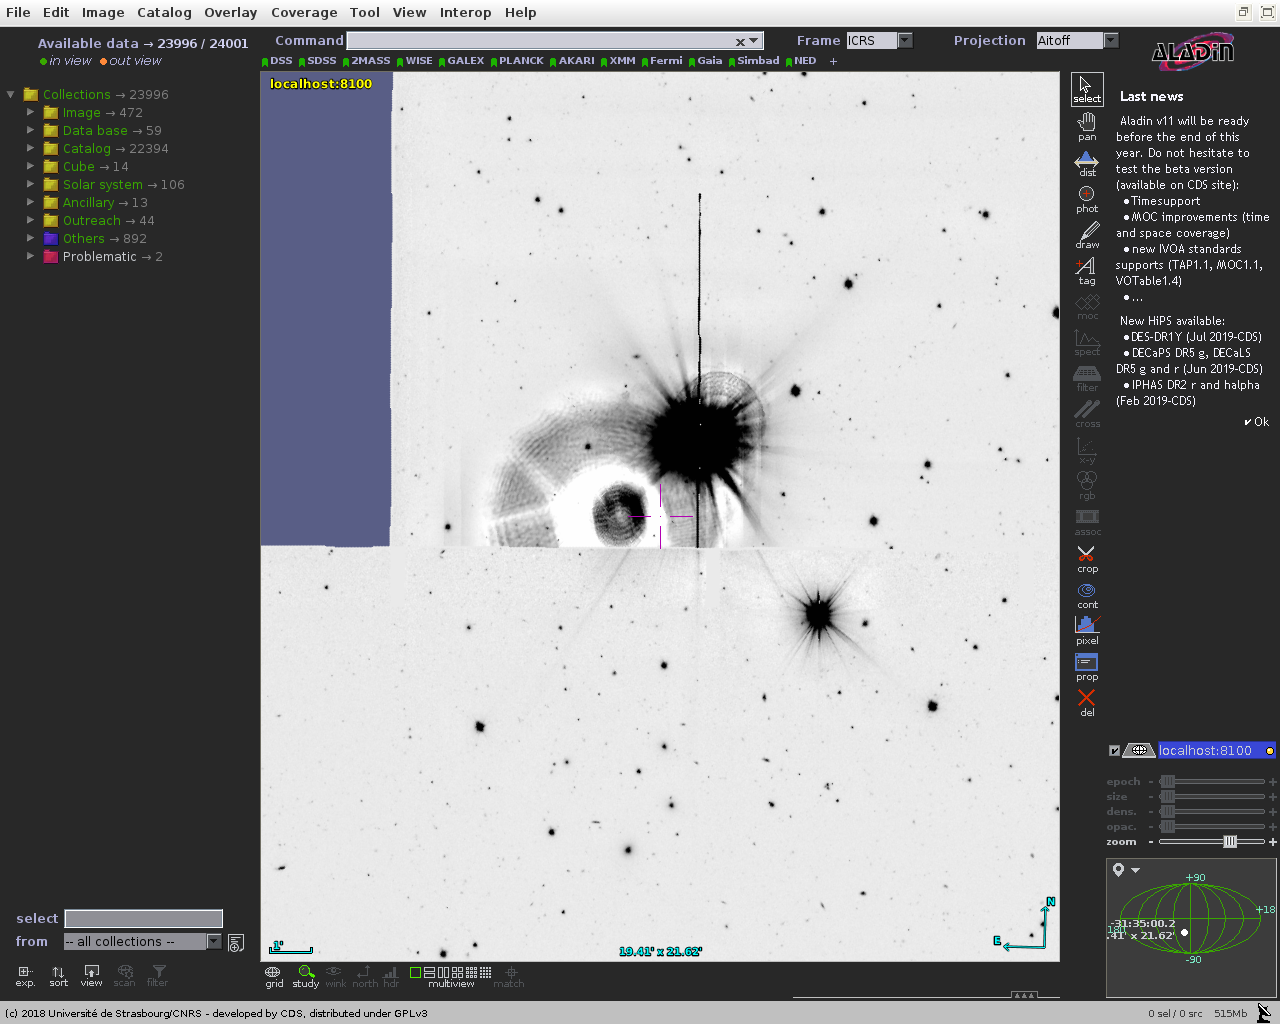 File Edit Image Catalog Overlay Coverage Tool View Interop Help
Available data → 23996 / 24001
in view out view
Command
Frame ICRS
Projection Aitoff
ALADIN
DSS SDSS 2MASS WISE GALEX PLANCK AKARI XMM Fermi Gaia Simbad NED +
Collections → 23996
Image → 472
Data base → 59
Catalog → 22394
Cube → 14
Solar system → 106
Ancillary → 13
Outreach → 44
Others → 892
Problematic → 2
localhost:8100
1'
19.41' x 21.62'
N
E
select
pan
dist
phot
draw
tag
moc
spect
filter
cross
x-y
rgb
assoc
crop
cont
pixel
prop
del
Last news
Aladin v11 will be ready
before the end of this
year. Do not hesitate to
test the beta version
(available on CDS site):
•Timesupport
•MOC improvements (time
and space coverage)
•new IVOA standards
supports (TAP1.1, MOC1.1,
VOTable1.4)
•...
New HiPS available:
•DES-DR1Y (Jul 2019-CDS)
•DECaPS DR5 g, DECaLS
DR5 g and r (Jun 2019-CDS)
•IPHAS DR2 r and halpha
(Feb 2019-CDS)
✔Ok
localhost:8100
epoch - +
size - +
dens. - +
opac. - +
zoom - +
+90
+18
-31:35:00.2
180
.41' x 21.62'
-90
select
from -- all collections --
exp. sort view scan filter
grid study wink north hdr multiview match
(c) 2018 Université de Strasbourg/CNRS - developed by CDS, distributed under GPLv3
0 sel / 0 src 515Mb